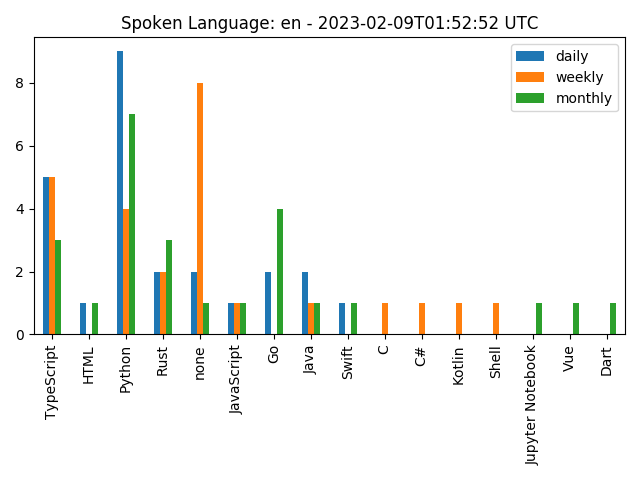 Spoken Language: en - 2023-02-09T01:52:52 UTC
daily
weekly
monthly
8
6
4
2
0
TypeScript
HTML
Python
Rust
none
JavaScript
Go
Java
Swift
C
C#
Kotlin
Shell
Jupyter Notebook
Vue
Dart